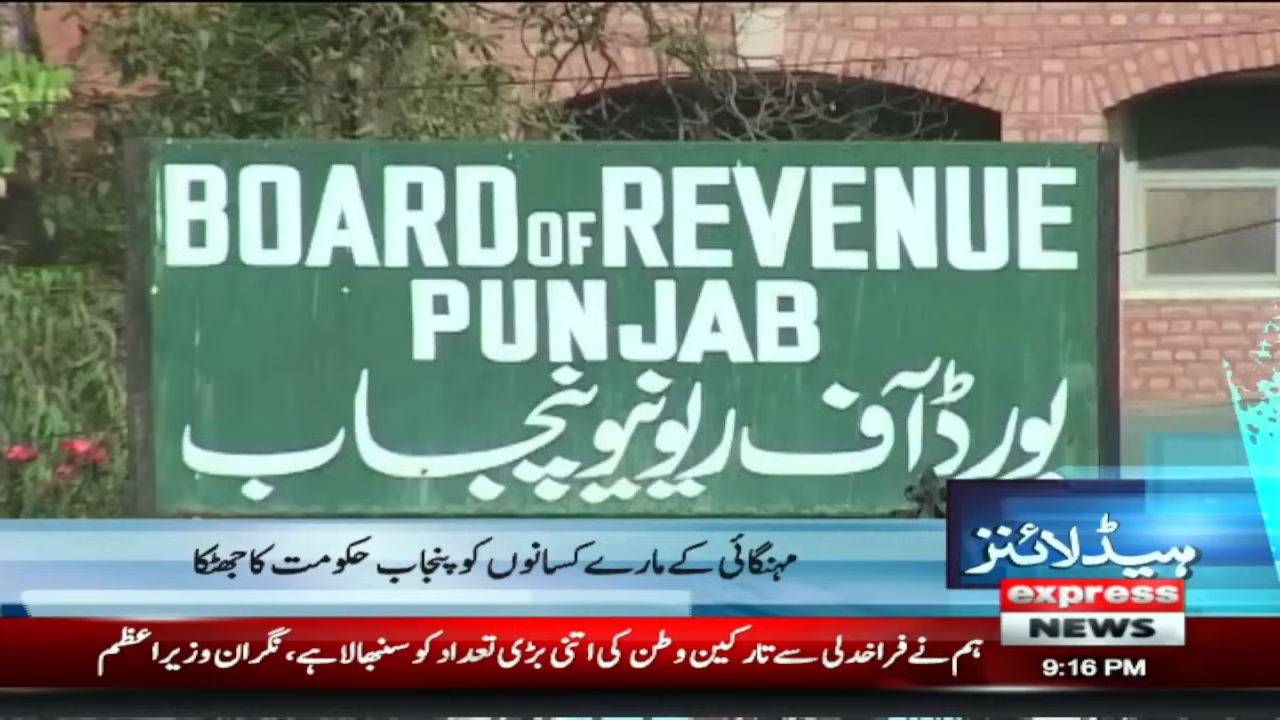 BOARD OF REVENUE
PUNJAB
بورڈ آف ریونیو پنجاب
ہیڈلائنز
مہنگائی کے مارے کسانوں کو پنجاب حکومت کا جھٹکا
express
NEWS
9:16 PM
ہم نے فراخدلی سے تارکین وطن کی اتنی بڑی تعداد کو سنبھالا ہے، نگران وزیراعظم